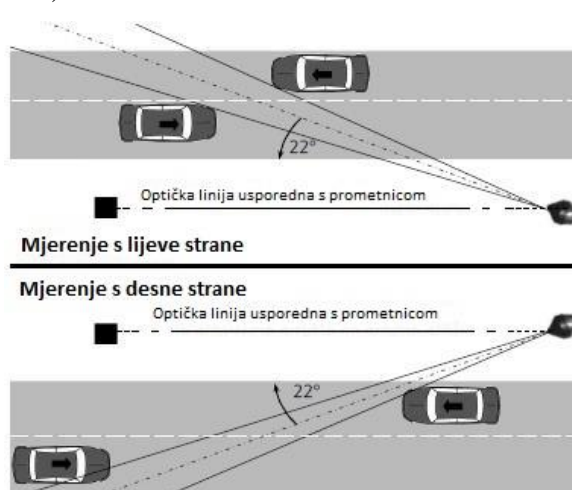 22°
Optička linija usporedna s prometnicom
Mjerenje s lijeve strane
Mjerenje s desne strane
Optička linija usporedna s prometnicom
22°